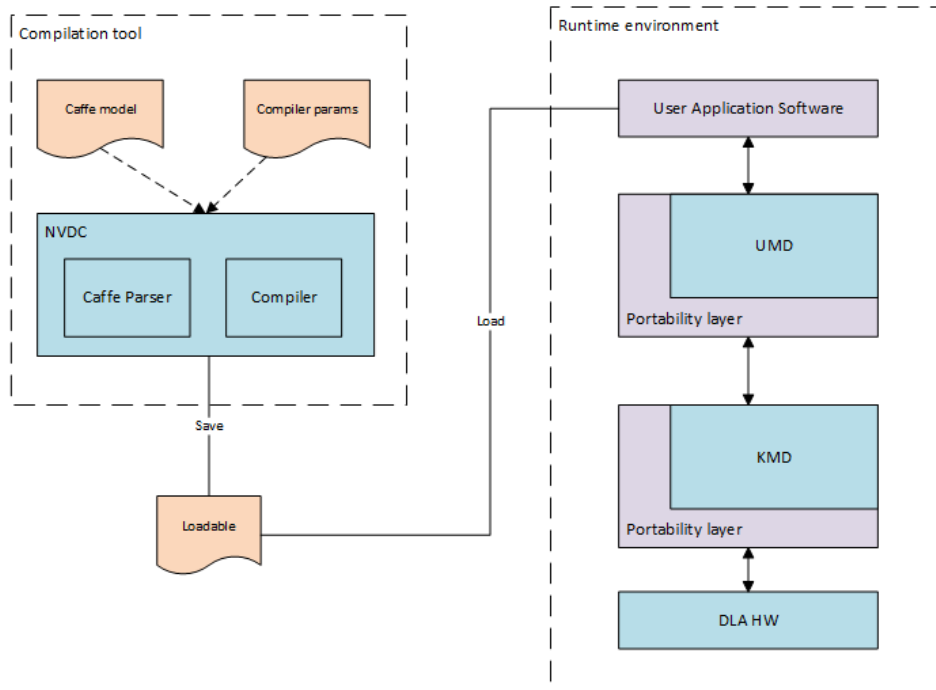 Compilation tool
Caffe model
Compiler params
NVDC
Caffe Parser
Compiler
Save
Loadable
Load
Runtime environment
User Application Software
UMD
Portability layer
KMD
Portability layer
DLA HW